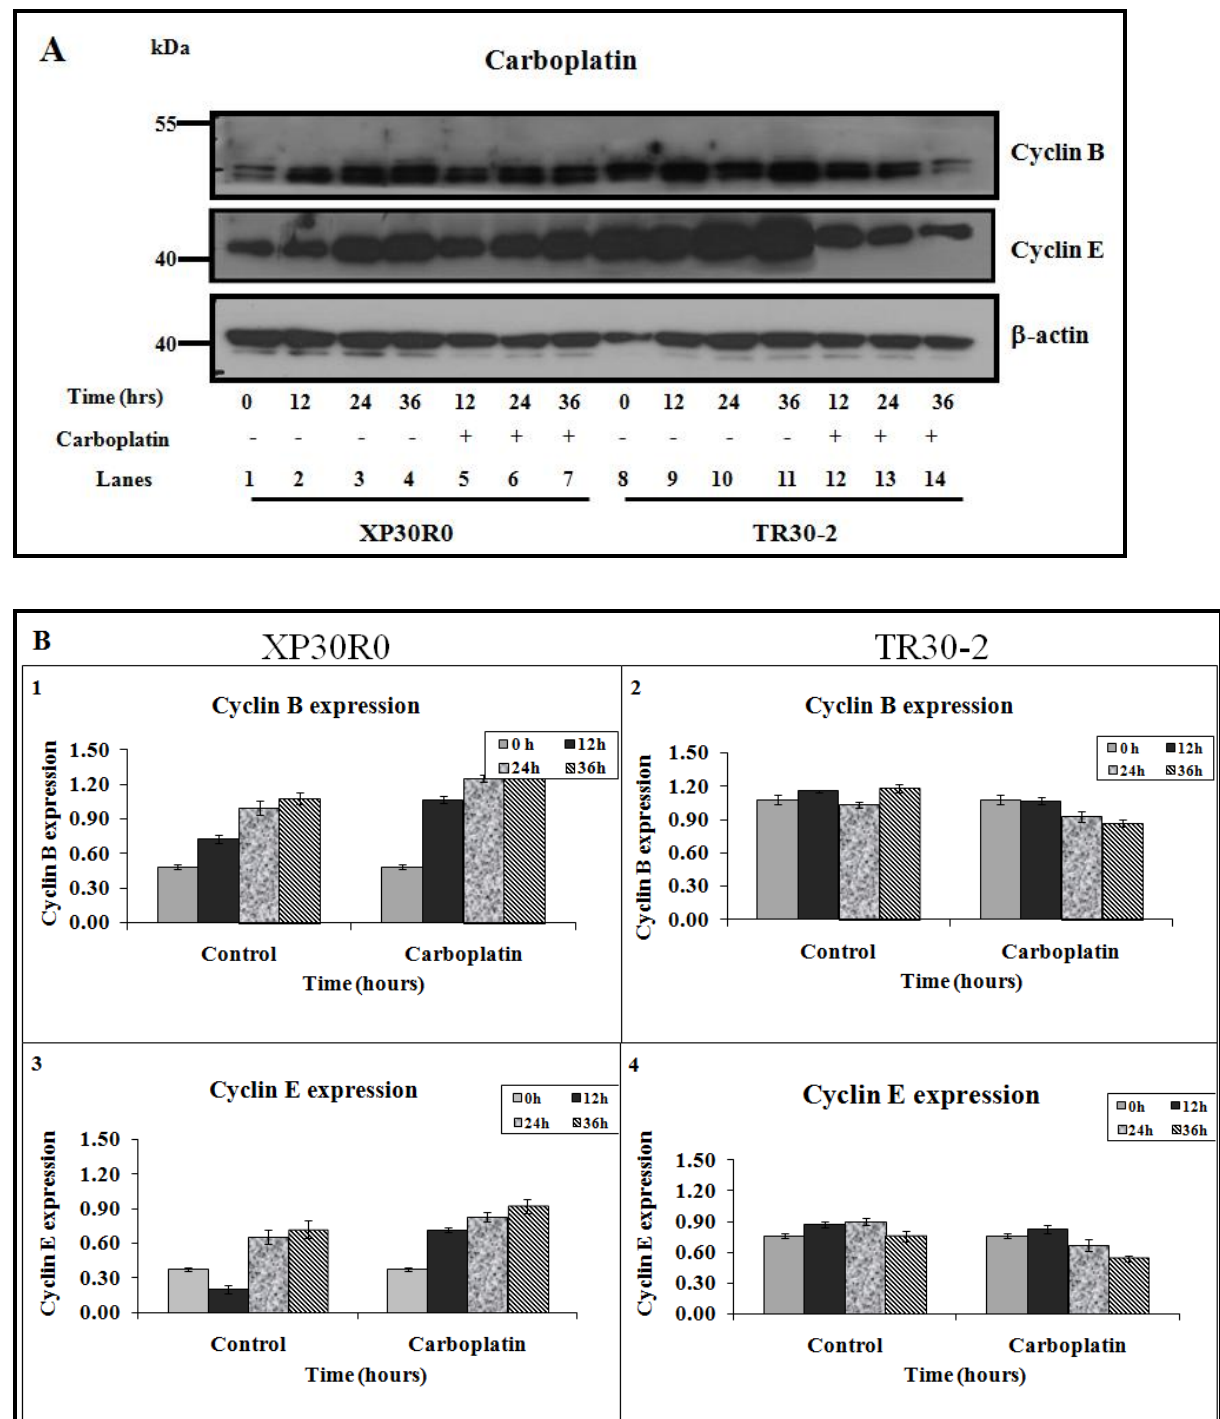 A
kDa
Carboplatin
55
Cyclin B
Cyclin E
40
β-actin
40
Time (hrs) 0 12 24 36 12 24 36 0 12 24 36 12 24 36
Carboplatin - - - - + + + - - - - + + +
Lanes 1 2 3 4 5 6 7 8 9 10 11 12 13 14
XP30R0 TR30-2
B
XP30R0 TR30-2
1
Cyclin B expression
0 h 12h
24h 36h
Cyclin B expression
1.50
1.20
0.90
0.60
0.30
0.00
Control Carboplatin
Time (hours)
2
Cyclin B expression
0 h 12h
24h 36h
Cyclin B expression
1.50
1.20
0.90
0.60
0.30
0.00
Control Carboplatin
Time (hours)
3
Cyclin E expression
0h 12h
24h 36h
Cyclin E expression
1.50
1.20
0.90
0.60
0.30
0.00
Control Carboplatin
Time (hours)
4
Cyclin E expression
0h 12h
24h 36h
Cyclin E expression
1.50
1.20
0.90
0.60
0.30
0.00
Control Carboplatin
Time (hours)